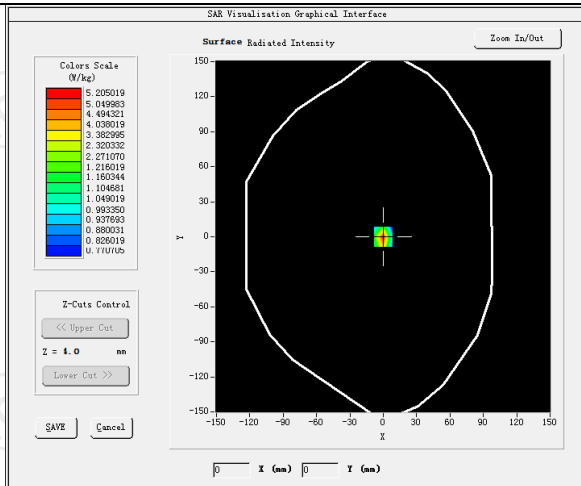 SAR Visualisation Graphical Interface
Surface Radiated Intensity
Zoom In/Out
Colors Scale
(W/kg)
5.205019
5.049983
4.494321
4.038019
3.382995
2.320332
2.271070
1.216019
1.160344
1.104681
1.049019
0.993350
0.937693
0.880031
0.826019
0.770705
Z-Cuts Control
<< Upper Cut
Z = 1.0 mm
Lower Cut >>
SAVE Cancel
150
120
90
60
30
0
-30
-60
-90
-120
-150
Y
-150 -120 -90 -60 -30 0 30 60 90 120 150
X
0 X (mm) 0 Y (mm)